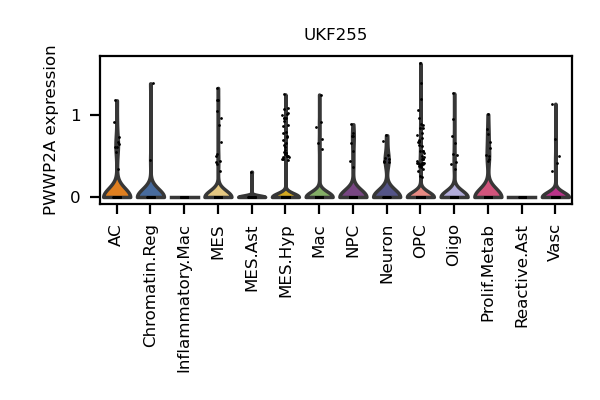 UKF255
PWWP2A expression
1
0
AC
Chromatin.Reg
Inflammatory.Mac
MES
MES.Ast
MES.Hyp
Mac
NPC
Neuron
OPC
Oligo
Prolif.Metab
Reactive.Ast
Vasc